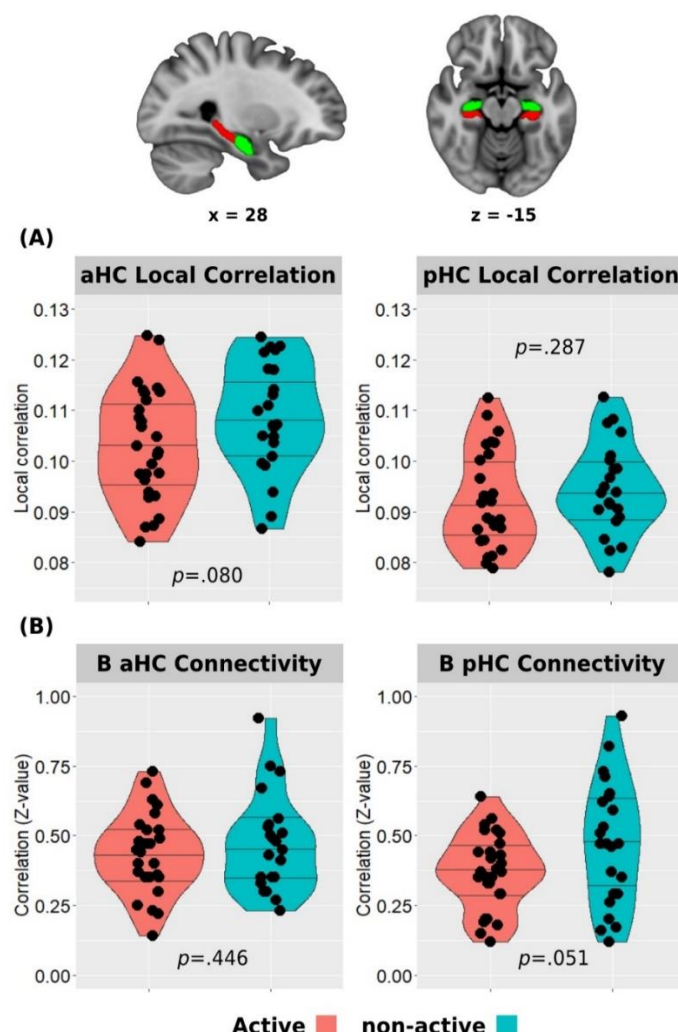 x = 28
z = -15
(A)
aHC Local Correlation
pHC Local Correlation
Local correlation
0.13
0.12
0.11
0.10
0.09
0.08
p=.080
Local correlation
0.13
0.12
0.11
0.10
0.09
0.08
p=.287
(B)
B aHC Connectivity
B pHC Connectivity
Correlation (Z-value)
1.00
0.75
0.50
0.25
0.00
p=.446
Correlation (Z-value)
1.00
0.75
0.50
0.25
0.00
p=.051
Active
non-active